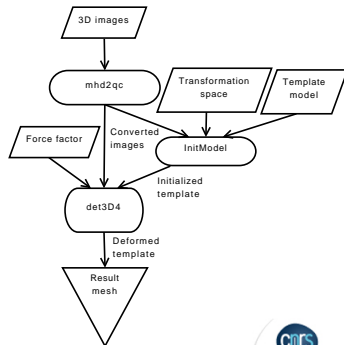 3D images
mhd2qc
Transformation
space
Template
model
Force factor
Converted
images
InitModel
Initialized
template
det3D4
Deformed
template
Result
mesh
cnrs